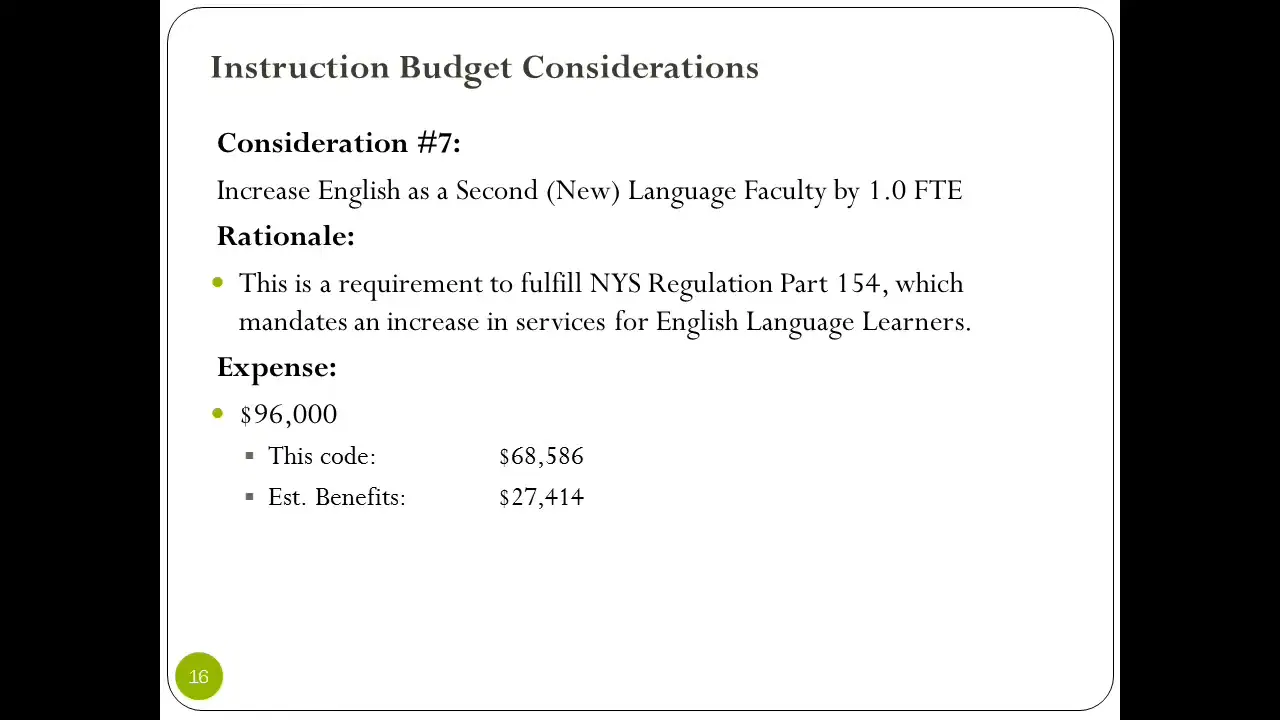 Instruction Budget Considerations
Consideration #7:
Increase English as a Second (New) Language Faculty by 1.0 FTE
Rationale:
This is a requirement to fulfill NYS Regulation Part 154, which
mandates an increase in services for English Language Learners.
Expense:
$96,000
This code: $68,586
Est. Benefits: $27,414
16